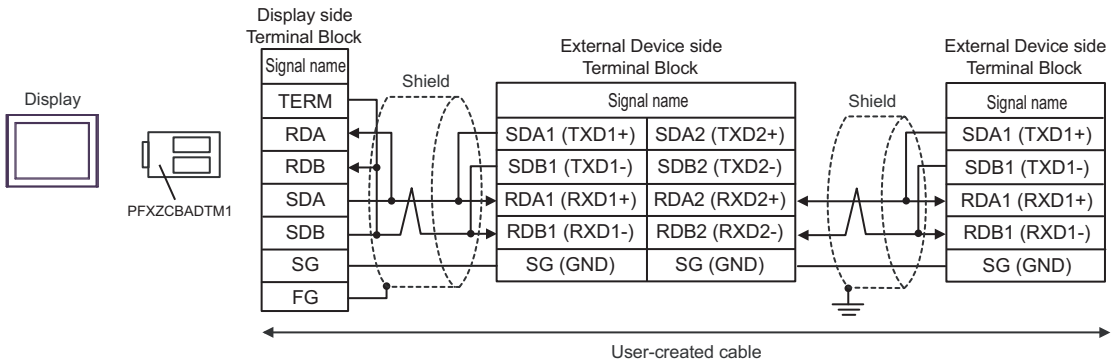 Display
PFXZCBADTM1
Display side
Terminal Block
Signal name
TERM
RDA
RDB
SDA
SDB
SG
FG
Shield
External Device side
Terminal Block
Signal name
SDA1 (TXD1+) SDA2 (TXD2+)
SDB1 (TXD1-) SDB2 (TXD2-)
RDA1 (RXD1+) RDA2 (RXD2+)
RDB1 (RXD1-) RDB2 (RXD2-)
SG (GND) SG (GND)
Shield
External Device side
Terminal Block
Signal name
SDA1 (TXD1+)
SDB1 (TXD1-)
RDA1 (RXD1+)
RDB1 (RXD1-)
SG (GND)
User-created cable